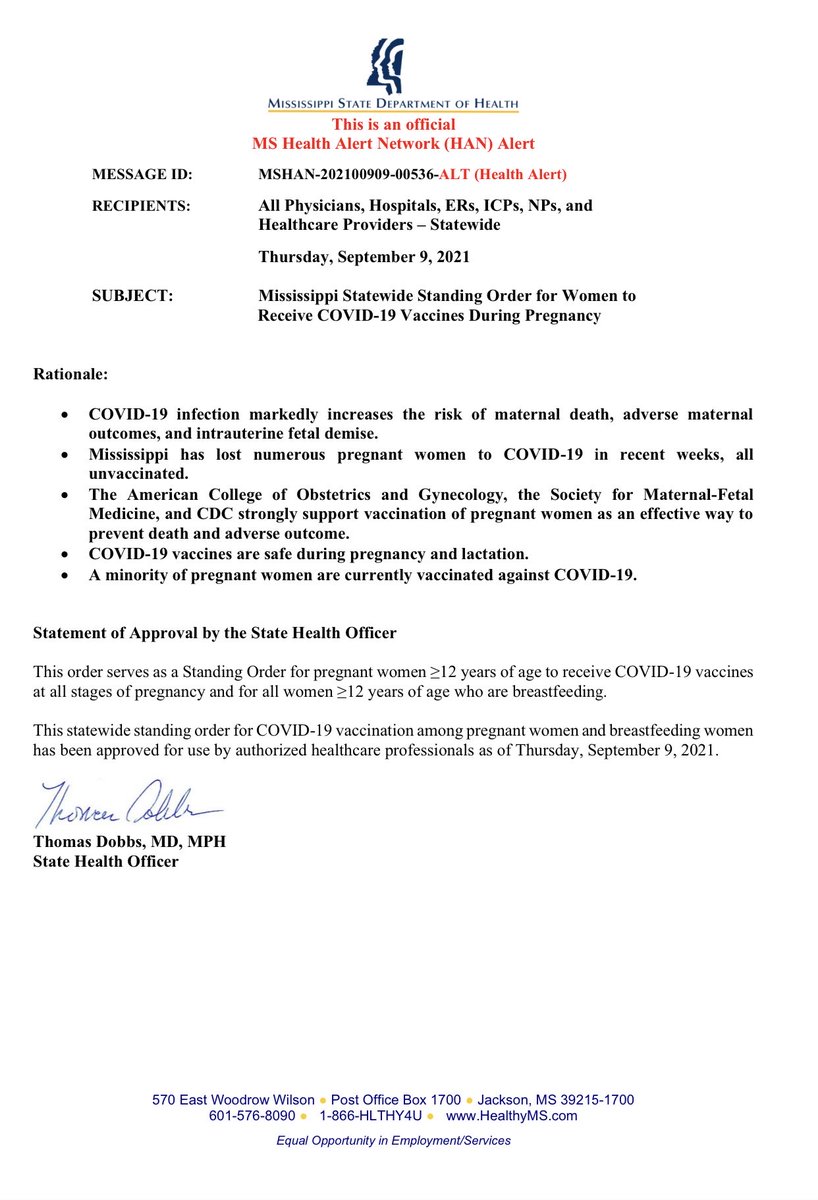 MISSISSIPPI STATE DEPARTMENT OF HEALTH
This is an official
MS Health Alert Network (HAN) Alert
MESSAGE ID: MSHAN-202100909-00536-ALT (Health Alert)
RECIPIENTS: All Physicians, Hospitals, ERs, ICPs, NPs, and
Healthcare Providers – Statewide
Thursday, September 9, 2021
SUBJECT: Mississippi Statewide Standing Order for Women to
Receive COVID-19 Vaccines During Pregnancy
Rationale:
• COVID-19 infection markedly increases the risk of maternal death, adverse maternal
outcomes, and intrauterine fetal demise.
• Mississippi has lost numerous pregnant women to COVID-19 in recent weeks, all
unvaccinated.
• The American College of Obstetrics and Gynecology, the Society for Maternal-Fetal
Medicine, and CDC strongly support vaccination of pregnant women as an effective way to
prevent death and adverse outcome.
• COVID-19 vaccines are safe during pregnancy and lactation.
• A minority of pregnant women are currently vaccinated against COVID-19.
Statement of Approval by the State Health Officer
This order serves as a Standing Order for pregnant women ≥12 years of age to receive COVID-19 vaccines
at all stages of pregnancy and for all women ≥12 years of age who are breastfeeding.
This statewide standing order for COVID-19 vaccination among pregnant women and breastfeeding women
has been approved for use by authorized healthcare professionals as of Thursday, September 9, 2021.
Thomas Dobbs
Thomas Dobbs, MD, MPH
State Health Officer
570 East Woodrow Wilson ● Post Office Box 1700 ● Jackson, MS 39215-1700
601-576-8090 ● 1-866-HLTHY4U ● www.HealthyMS.com
Equal Opportunity in Employment/Services